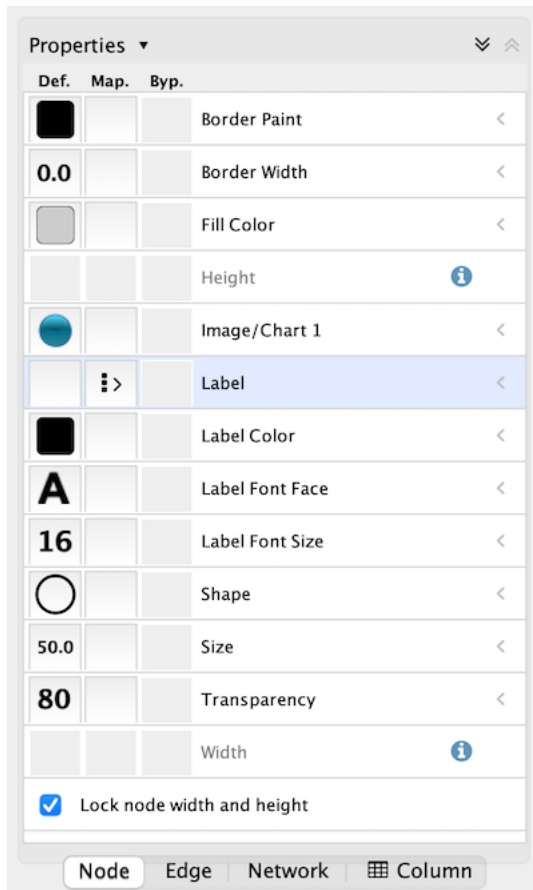 Properties
Def. Map. Byp.
Border Paint
0.0 Border Width
Fill Color
Height
Image/Chart 1
Label
Label Color
A Label Font Face
16 Label Font Size
Shape
50.0 Size
80 Transparency
Width
Lock node width and height
Node Edge Network Column